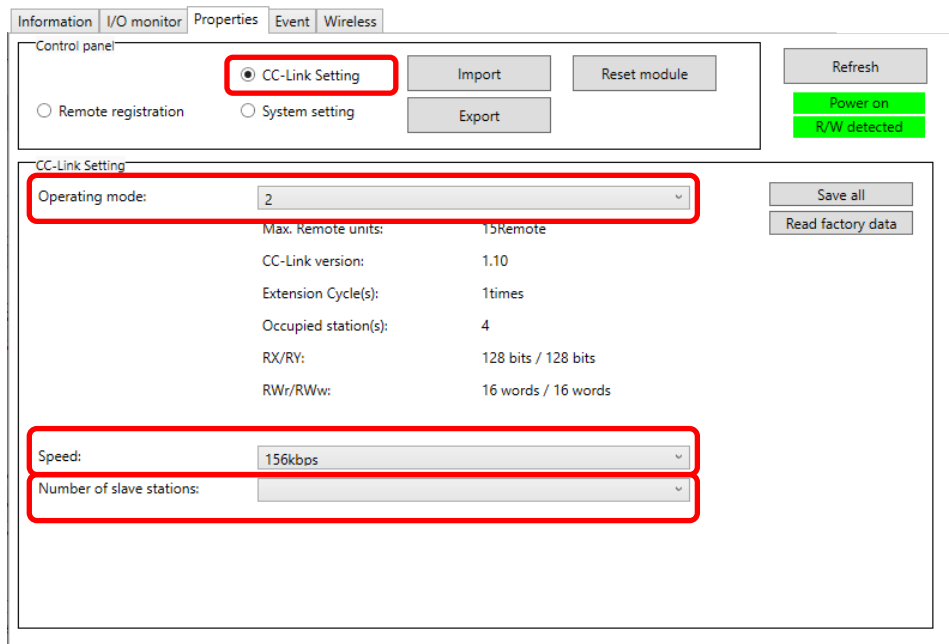 Information I/O monitor Properties Event Wireless
Control panel
CC-Link Setting Import Reset module Refresh
Remote registration System setting Export Power on
R/W detected
CC-Link Setting
Operating mode: 2 Save all
Max. Remote units: 15Remote Read factory data
CC-Link version: 1.10
Extension Cycle(s): 1times
Occupied station(s): 4
RX/RY: 128 bits / 128 bits
RWr/RWw: 16 words / 16 words
Speed: 156kbps
Number of slave stations: